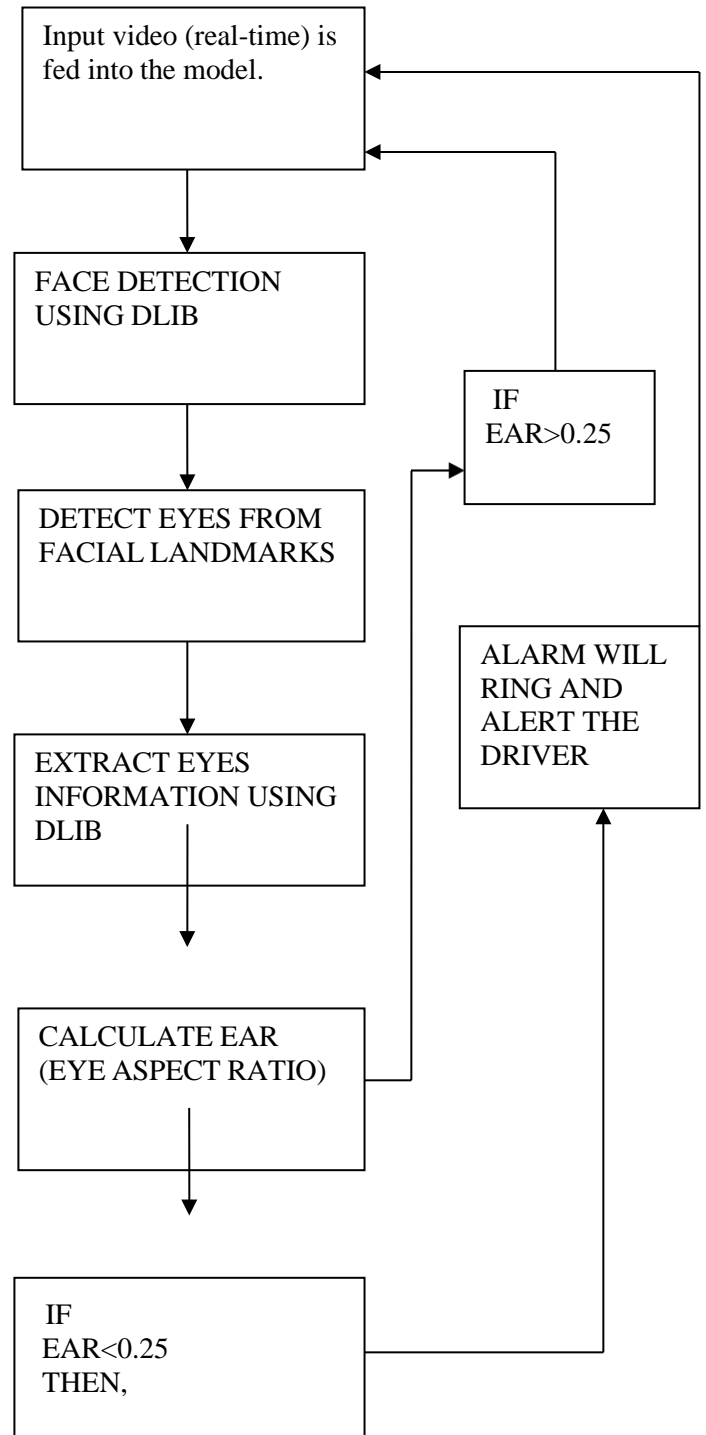 Input video (real-time) is
fed into the model.
FACE DETECTION
USING DLIB
IF
EAR>0.25
DETECT EYES FROM
FACIAL LANDMARKS
ALARM WILL
RING AND
ALERT THE
DRIVER
EXTRACT EYES
INFORMATION USING
DLIB
CALCULATE EAR
(EYE ASPECT RATIO)
IF
EAR<0.25
THEN,